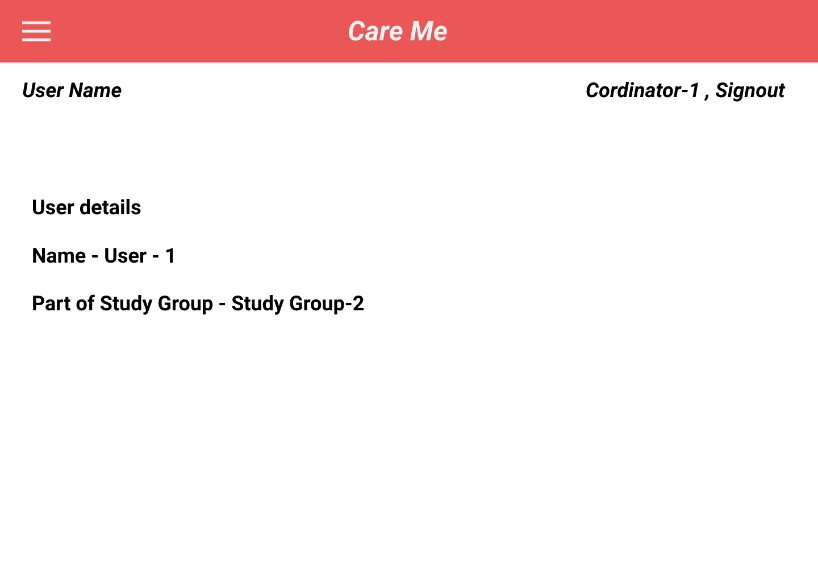 Care Me
User Name
Cordinator-1 , Signout
User details
Name - User - 1
Part of Study Group - Study Group-2